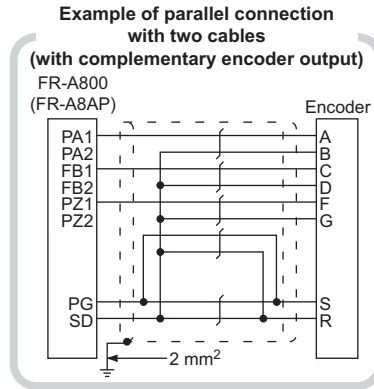 Example of parallel connection
with two cables
(with complementary encoder output)
FR-A800
(FR-A8AP)
Encoder
PA1
A
PA2
B
FB1
C
FB2
D
PZ1
F
PZ2
G
PG
S
SD
R
2 mm²